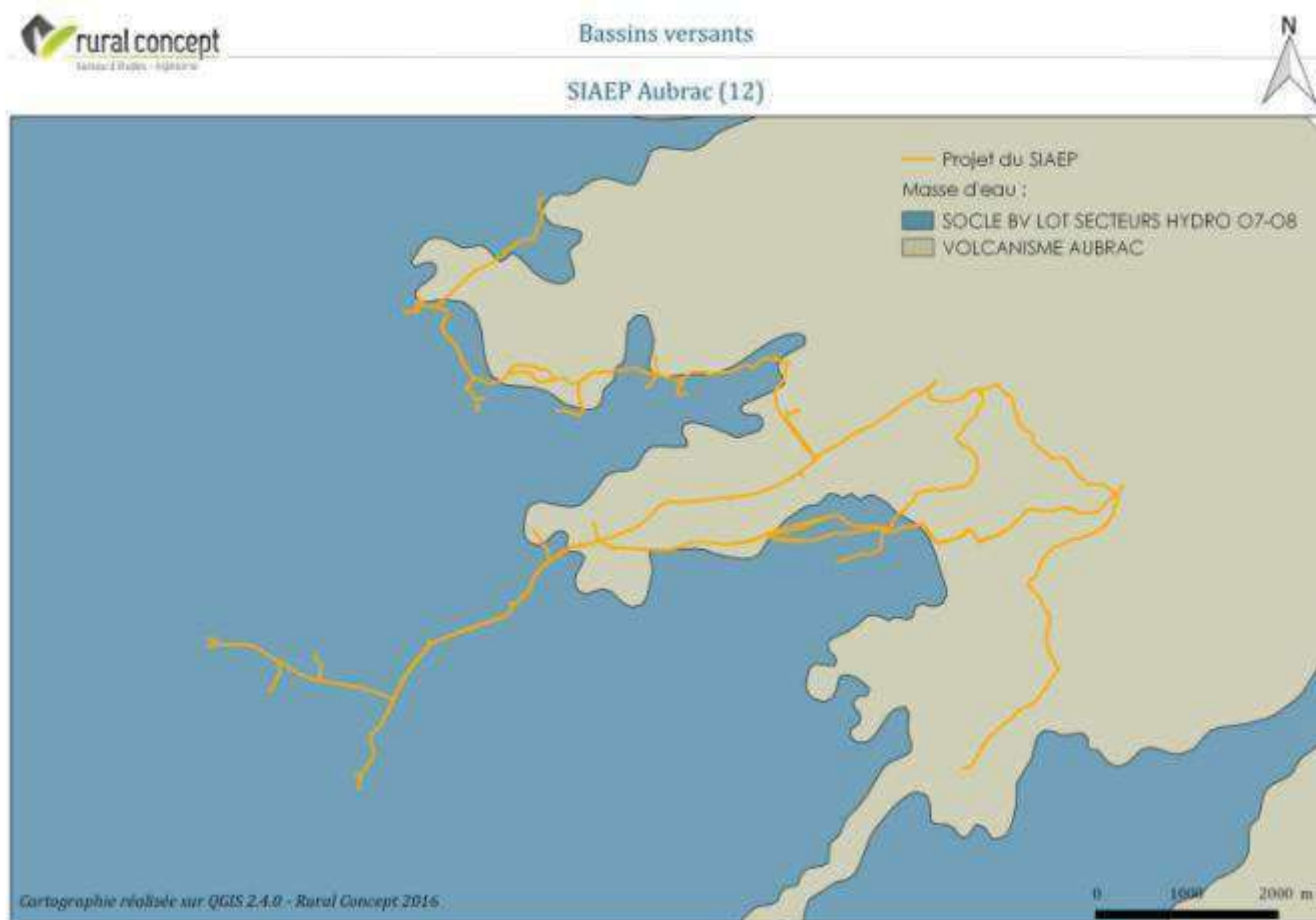 rural concept
Bassins versants
N
SIAEP Aubrac (12)
Projet du SIAEP
Masse d'eau :
SOCLE BV LOT SECTEURS HYDRO O7-O8
VOLCANISME AUBRAC
Cartographie réalisée sur QGIS 2.4.0 - Rural Concept 2016
0 1000 2000 m